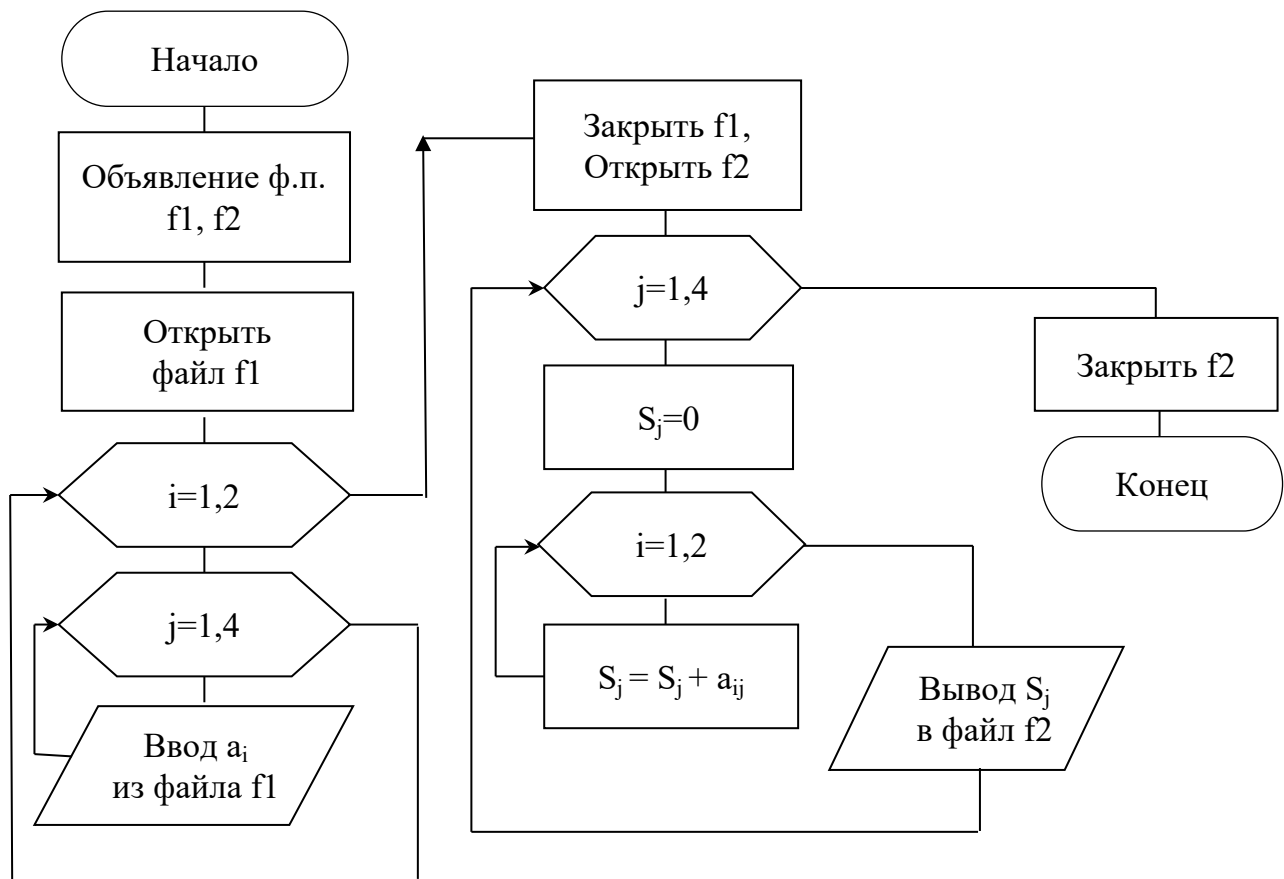 Начало
Объявление ф.п.
f1, f2
Открыть
файл f1
i=1,2
j=1,4
Ввод aᵢ
из файла f1
Закрыть f1,
Открыть f2
j=1,4
Sⱼ=0
i=1,2
Sⱼ = Sⱼ + aᵢⱼ
Вывод Sⱼ
в файл f2
Закрыть f2
Конец